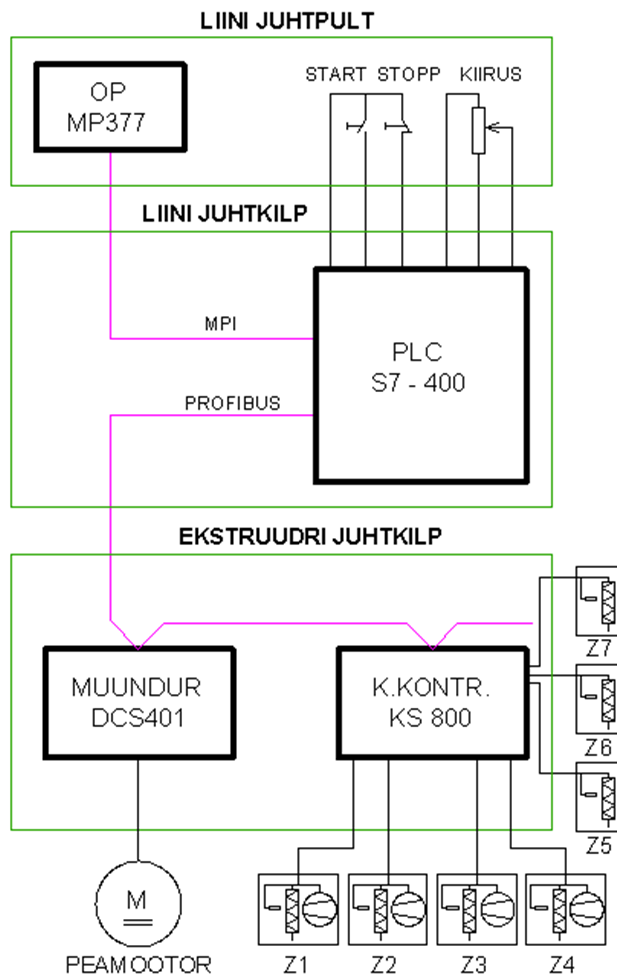 LIINI JUHTPULT
OP
MP377
START STOPP KIIRUS
LIINI JUHTKILP
MPI
PLC
S7 - 400
PROFIBUS
EKSTRUUDRI JUHTKILP
MUUNDUR
DCS401
K.KONTR.
KS 800
Z7
Z6
Z5
M
PEAMOOTOR
Z1 Z2 Z3 Z4